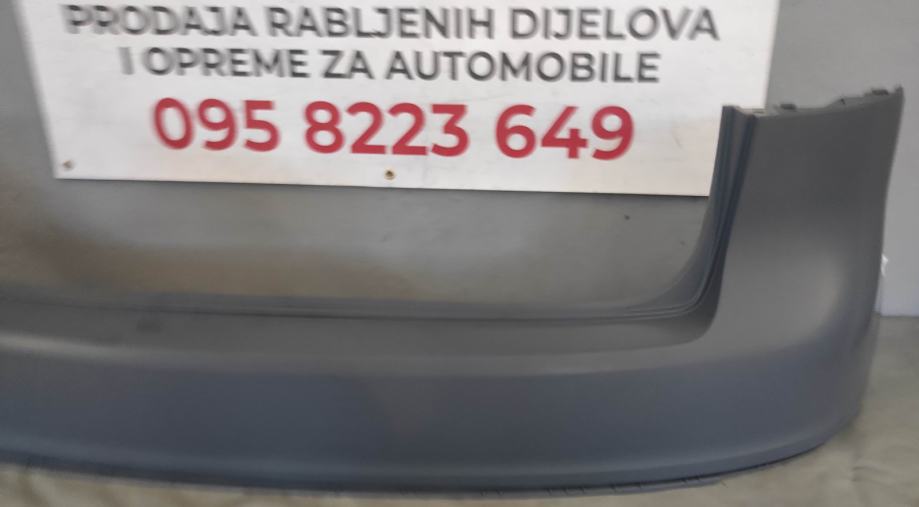 PRODAJA RABLJENIH DIJELOVA
I OPREME ZA AUTOMOBILE
095 8223 649